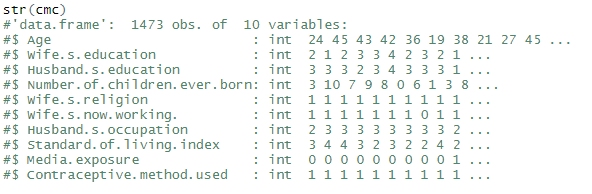 str(cmc)
#'data.frame':  1473 obs. of  10 variables:
#$ Age                       : int  24 45 43 42 36 19 38 21 27 45 ...
#$ Wife.s.education          : int  2 1 2 3 3 4 2 3 2 1 ...
#$ Husband.s.education       : int  3 3 3 2 3 4 3 3 3 1 ...
#$ Number.of.children.ever.born: int  3 10 7 9 8 0 6 1 3 8 ...
#$ Wife.s.religion           : int  1 1 1 1 1 1 1 1 1 1 ...
#$ Wife.s.now.working.       : int  1 1 1 1 1 1 1 0 1 1 ...
#$ Husband.s.occupation      : int  2 3 3 3 3 3 3 3 3 2 ...
#$ Standard.of.living.index  : int  3 4 4 3 2 3 2 2 4 2 ...
#$ Media.exposure            : int  0 0 0 0 0 0 0 0 0 1 ...
#$ Contraceptive.method.used : int  1 1 1 1 1 1 1 1 1 1 ...